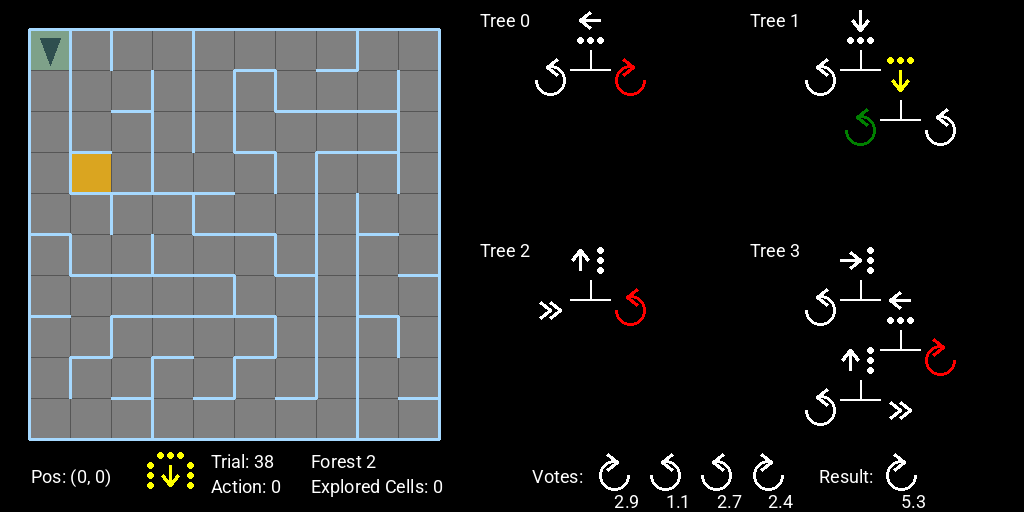 Tree 0
Tree 1
Tree 2
Tree 3
Pos: (0, 0)
Trial: 38
Forest 2
Action: 0
Explored Cells: 0
Votes:
2.9
1.1
2.7
2.4
Result:
5.3